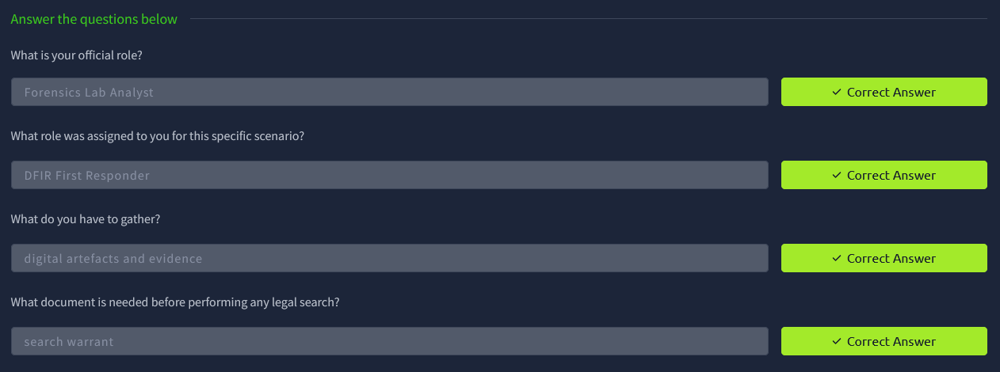 Answer the questions below
What is your official role?
Forensics Lab Analyst
✓ Correct Answer
What role was assigned to you for this specific scenario?
DFIR First Responder
✓ Correct Answer
What do you have to gather?
digital artefacts and evidence
✓ Correct Answer
What document is needed before performing any legal search?
search warrant
✓ Correct Answer